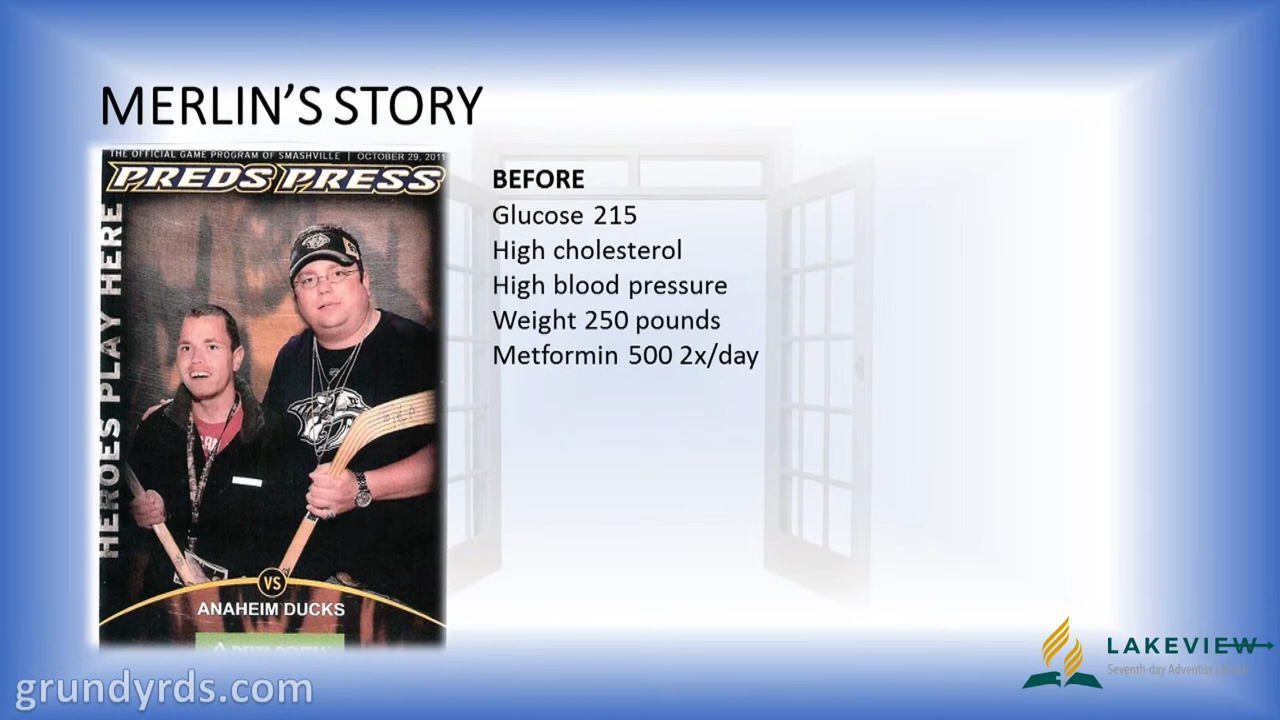 MERLIN'S STORY
THE OFFICIAL GAME PROGRAM OF SMASHVILLE | OCTOBER 29, 2011
PREDS PRESS
HEROES PLAY HERE
VS
ANAHEIM DUCKS
BEFORE
Glucose 215
High cholesterol
High blood pressure
Weight 250 pounds
Metformin 500 2x/day
LAKEVIEW
Seventh-day Adventist Church
grundyrds.com